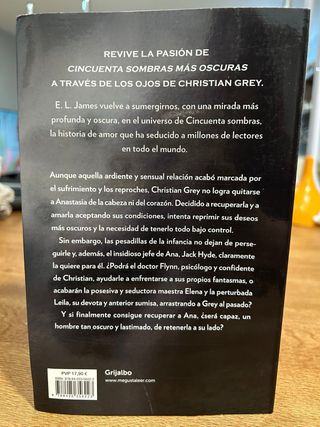 REVIVE LA PASIÓN DE
CINCUENTA SOMBRAS MÁS OSCURAS
A TRAVÉS DE LOS OJOS DE CHRISTIAN GREY.
E. L. James vuelve a sumergirnos, con una mirada más
profunda y oscura, en el universo de Cincuenta sombras,
la historia de amor que ha seducido a millones de lectores
en todo el mundo.
Aunque aquella ardiente y sensual relación acabó marcada por
el sufrimiento y los reproches, Christian Grey no logra quitarse
a Anastasia de la cabeza ni del corazón. Decidido a recuperarla y a
amarla aceptando sus condiciones, intenta reprimir sus deseos
más oscuros y la necesidad de tenerlo todo bajo control.
Sin embargo, las pesadillas de la infancia no dejan de perse-
guirle y, además, el insidioso jefe de Ana, Jack Hyde, claramente
la quiere para él. ¿Podrá el doctor Flynn, psicólogo y confidente
de Christian, ayudarle a enfrentarse a sus propios fantasmas, o
acabarán la posesiva y seductora maestra Elena y la perturbada
Leila, su devota y anterior sumisa, arrastrando a Grey al pasado?
Y si finalmente consigue recuperar a Ana, ¿será capaz, un
hombre tan oscuro y lastimado, de retenerla a su lado?
PVP 17,90 €
Grijalbo
www.megustaleer.com